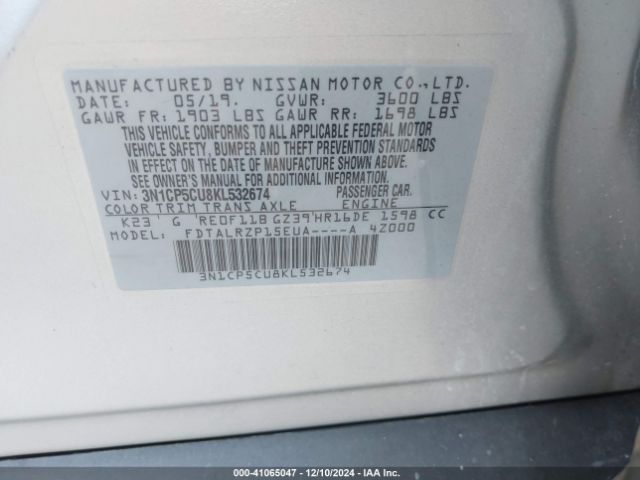 MANUFACTURED BY NISSAN MOTOR CO.,LTD.
DATE: 05/19. GVWR: 3600 LBS
GAWR FR: 1903 LBS GAWR RR: 1698 LBS
THIS VEHICLE CONFORMS TO ALL APPLICABLE FEDERAL MOTOR
VEHICLE SAFETY, BUMPER AND THEFT PREVENTION STANDARDS
IN EFFECT ON THE DATE OF MANUFACTURE SHOWN ABOVE.
SEE OWNER'S MANUAL FOR ADDITIONAL INFORMATION.
VIN: 3N1CP5CU8KL532674 PASSENGER CAR.
COLOR TRIM TRANS AXLE ENGINE
K23 G RE0F11B GZ39 HR16DE 1598 CC
MODEL: FDTALRZP15EUA----A 4Z000
3N1CP5CU8KL532674
000-41065047 - 12/10/2024 - IAA Inc.